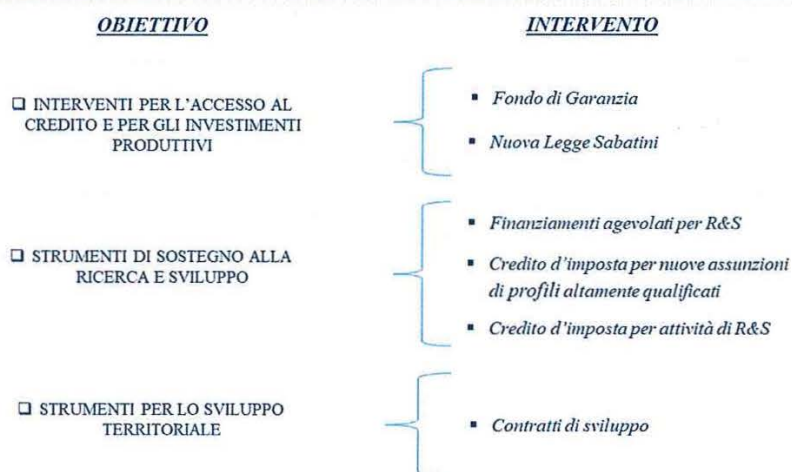 OBIETTIVO
INTERVENTO
INTERVENTI PER L'ACCESSO AL
CREDITO E PER GLI INVESTIMENTI
PRODUTTIVI
Fondo di Garanzia
Nuova Legge Sabatini
STRUMENTI DI SOSTEGNO ALLA
RICERCA E SVILUPPO
Finanziamenti agevolati per R&S
Credito d'imposta per nuove assunzioni
di profili altamente qualificati
Credito d'imposta per attività di R&S
STRUMENTI PER LO SVILUPPO
TERRITORIALE
Contratti di sviluppo